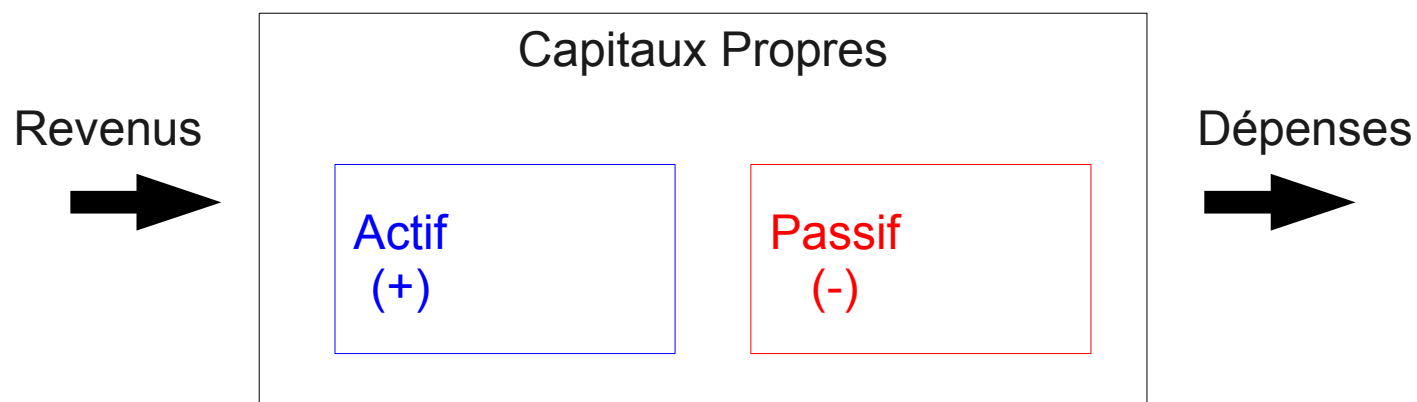 Capitaux Propres
Revenus
Dépenses
Actif
(+)
Passif
(-)